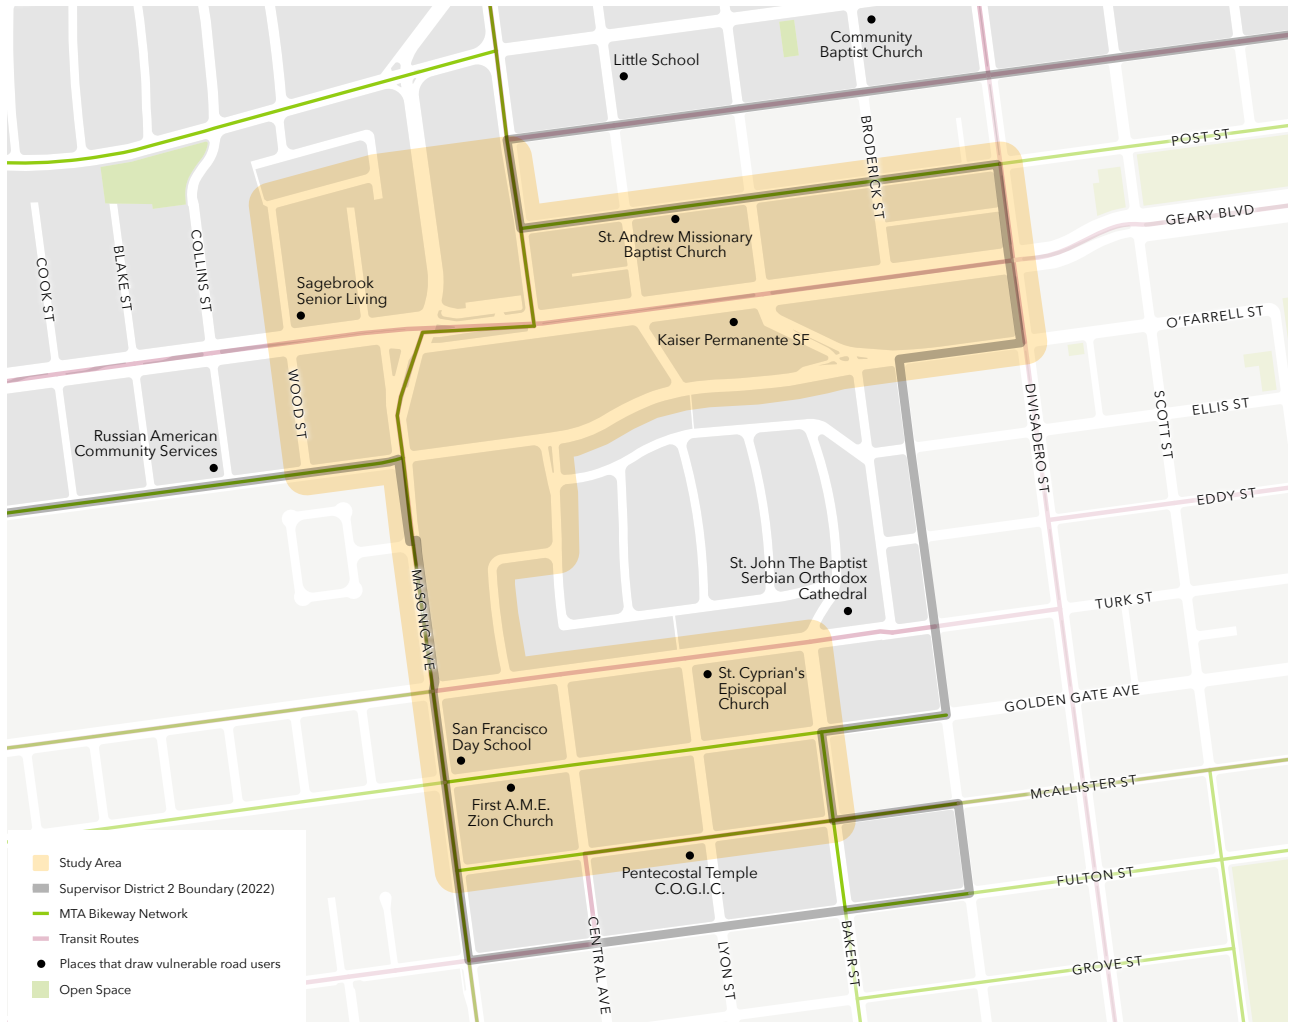 Community
Baptist Church
Little School
BRODERICK ST
POST ST
GEARY BLVD
St. Andrew Missionary
Baptist Church
COOK ST
BLAKE ST
COLLINS ST
Sagebrook
Senior Living
Kaiser Permanente SF
O'FARRELL ST
WOOD ST
DIVISADERO ST
SCOTT ST
ELLIS ST
Russian American
Community Services
EDDY ST
St. John The Baptist
Serbian Orthodox
Cathedral
MASONIC AVE
TURK ST
St. Cyprian's
Episcopal
Church
GOLDEN GATE AVE
San Francisco
Day School
First A.M.E.
Zion Church
McALLISTER ST
Pentecostal Temple
C.O.G.I.C.
FULTON ST
CENTRAL AVE
LYON ST
BAKER ST
GROVE ST
Study Area
Supervisor District 2 Boundary (2022)
MTA Bikeway Network
Transit Routes
Places that draw vulnerable road users
Open Space